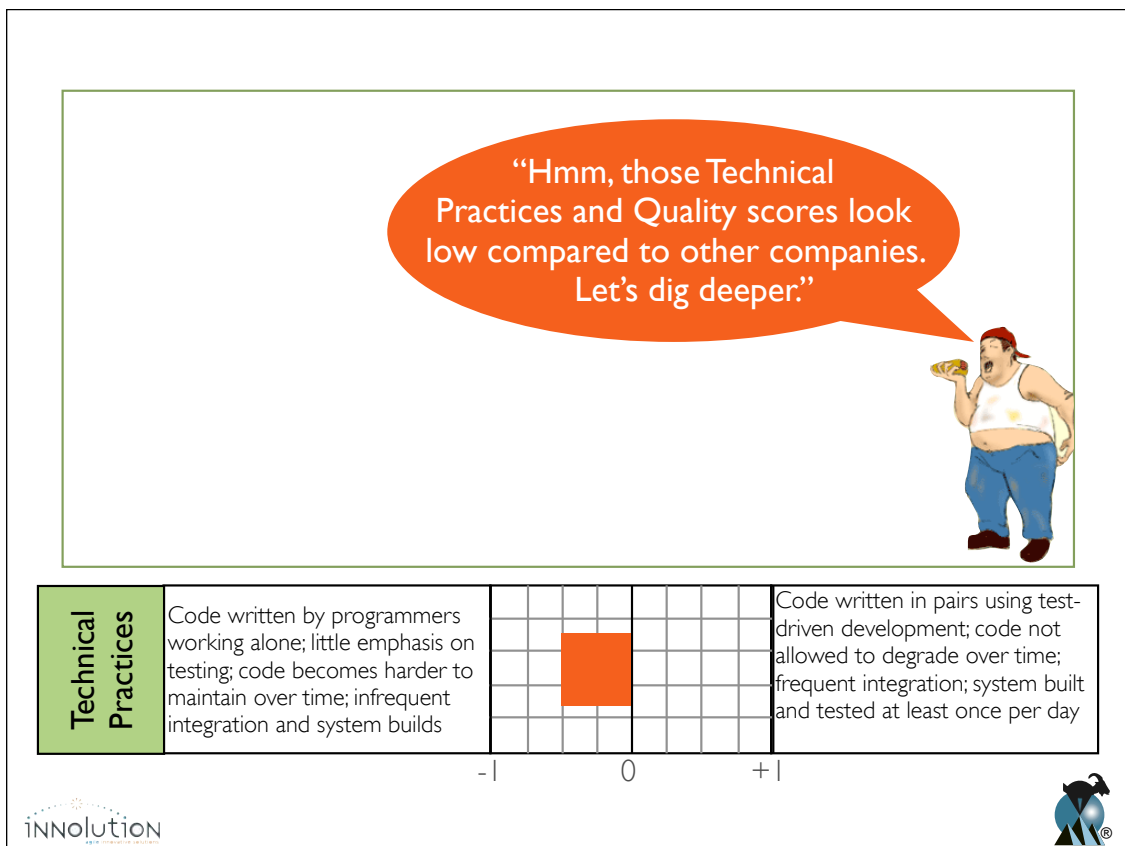 “Hmm, those Technical
Practices and Quality scores look
low compared to other companies.
Let’s dig deeper.”
Technical
Practices
Code written by programmers
working alone; little emphasis on
testing; code becomes harder to
maintain over time; infrequent
integration and system builds
Code written in pairs using test-
driven development; code not
allowed to degrade over time;
frequent integration; system built
and tested at least once per day
-1 0 +1
iNNolution
agile innovative solutions
®